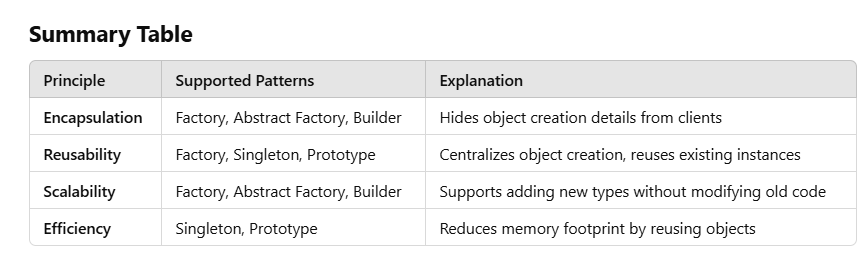 Summary Table
Principle Supported Patterns Explanation
Encapsulation Factory, Abstract Factory, Builder Hides object creation details from clients
Reusability Factory, Singleton, Prototype Centralizes object creation, reuses existing instances
Scalability Factory, Abstract Factory, Builder Supports adding new types without modifying old code
Efficiency Singleton, Prototype Reduces memory footprint by reusing objects